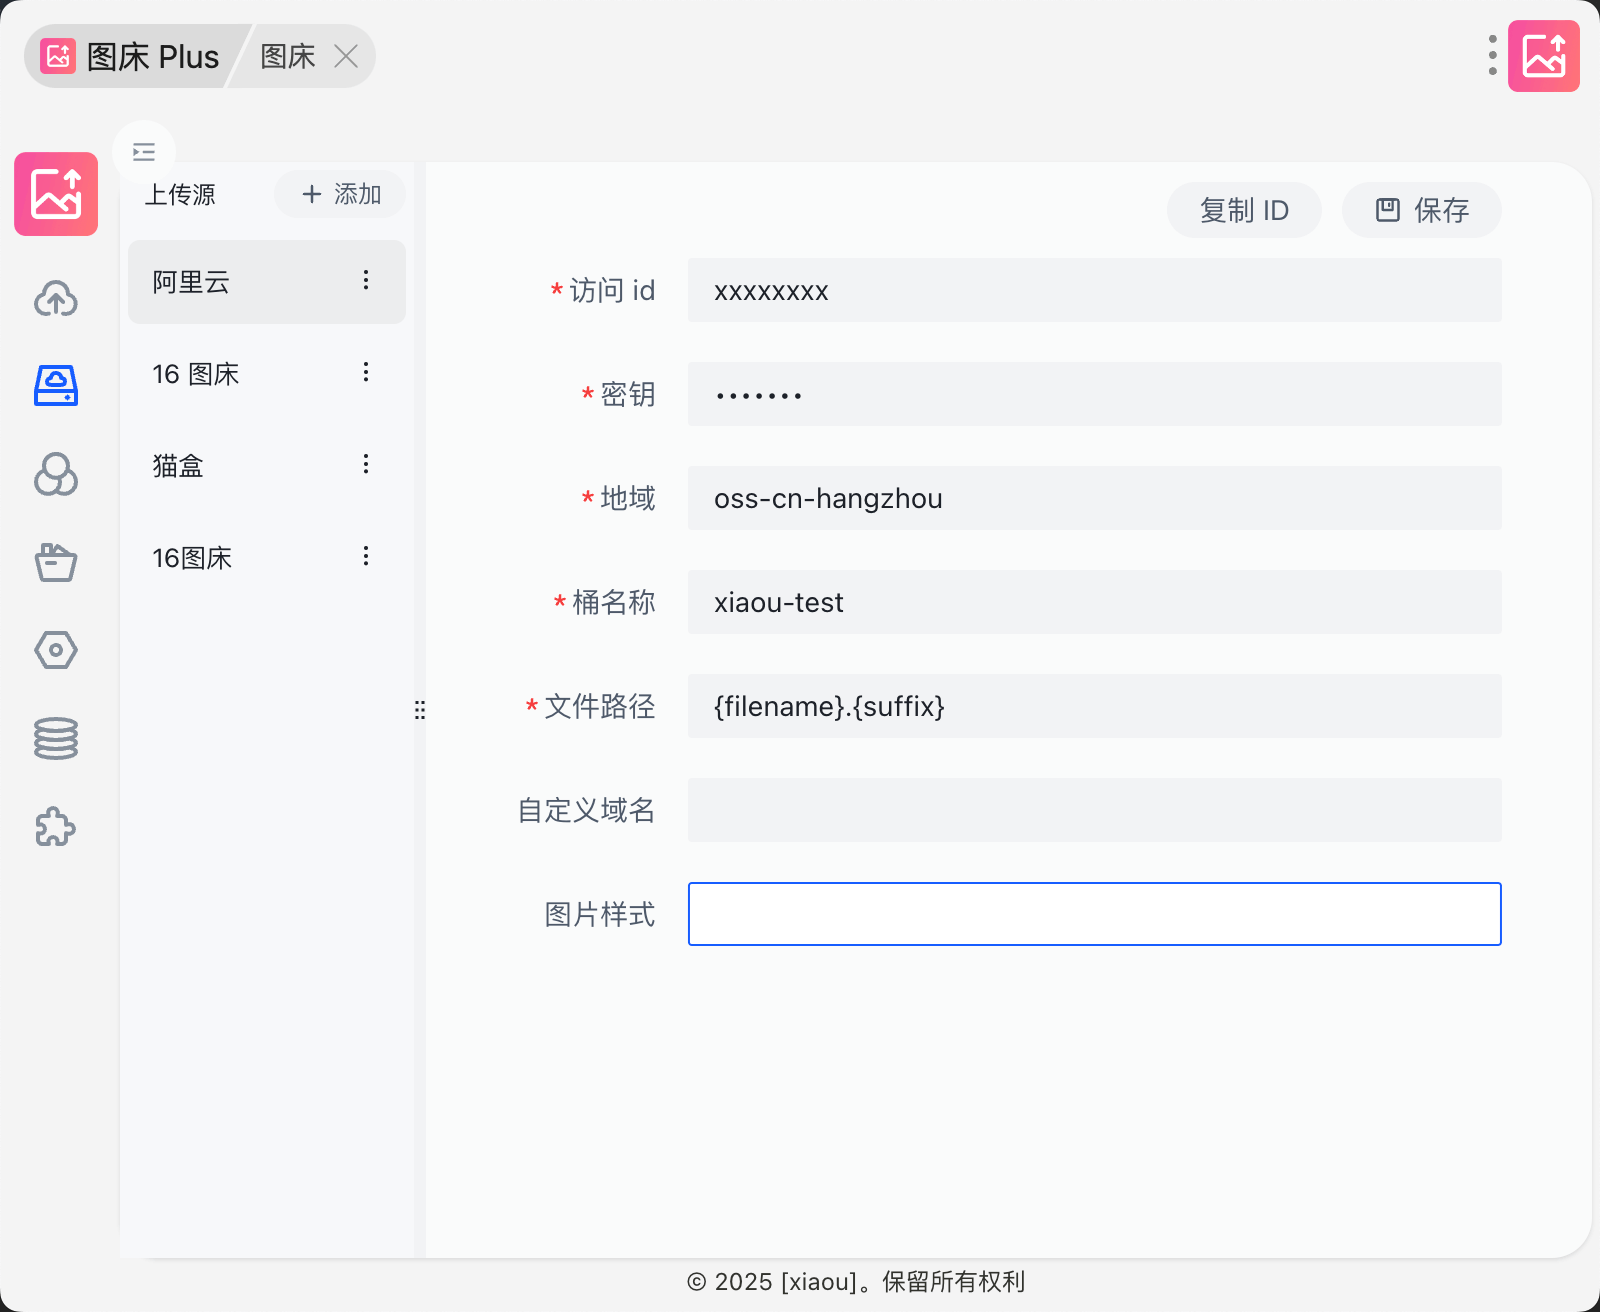 图床 Plus
图床
上传源
添加
阿里云
16 图床
猫盒
16图床
复制 ID
保存
* 访问 id
xxxxxxxx
* 密钥
•••••••
* 地域
oss-cn-hangzhou
* 桶名称
xiaou-test
* 文件路径
{filename}.{suffix}
自定义域名
图片样式
© 2025 [xiaou]。保留所有权利